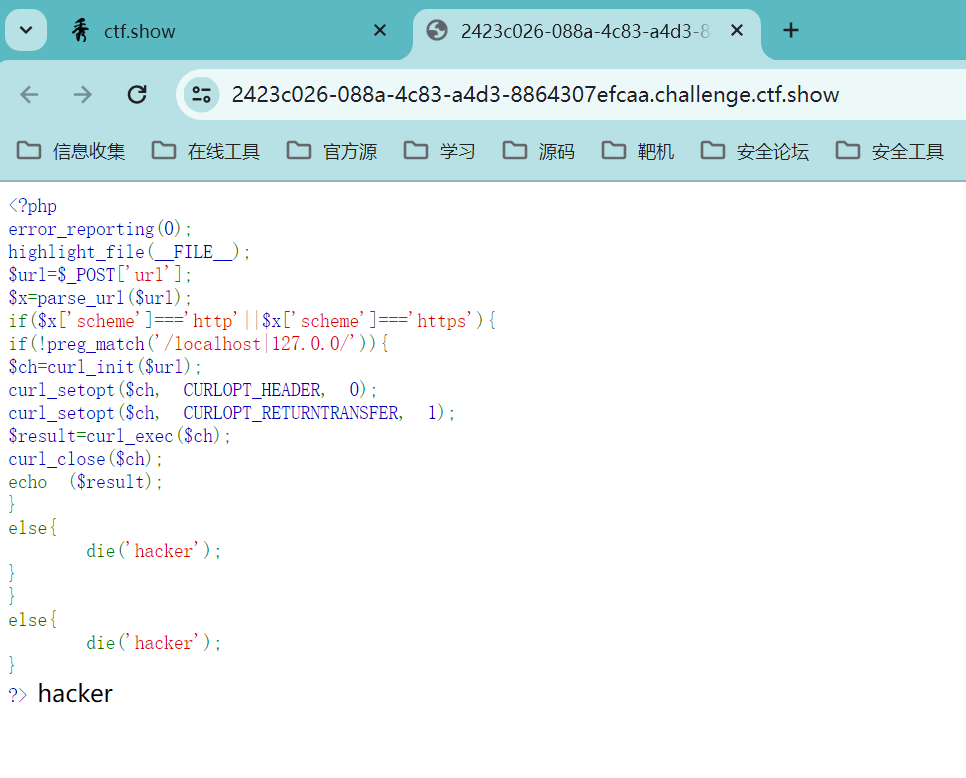 ctf.show
2423c026-088a-4c83-a4d3-8
2423c026-088a-4c83-a4d3-8864307efcaa.challenge.ctf.show
信息收集 在线工具 官方源 学习 源码 靶机 安全论坛 安全工具
<?php
error_reporting(0);
highlight_file(__FILE__);
$url=$_POST['url'];
$x=parse_url($url);
if($x['scheme']==='http'||$x['scheme']==='https'){
if(!preg_match('/localhost|127.0.0/')){
$ch=curl_init($url);
curl_setopt($ch, CURLOPT_HEADER, 0);
curl_setopt($ch, CURLOPT_RETURNTRANSFER, 1);
$result=curl_exec($ch);
curl_close($ch);
echo ($result);
}
else{
die('hacker');
}
}
else{
die('hacker');
}
?> hacker